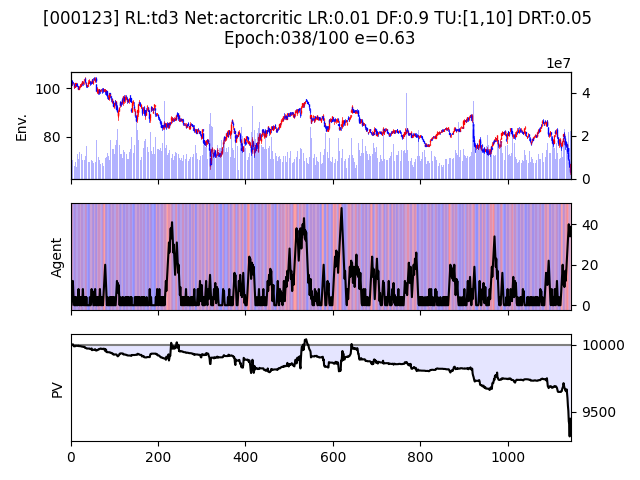 [000123] RL:td3 Net:actorcritic LR:0.01 DF:0.9 TU:[1,10] DRT:0.05
Epoch:038/100 e=0.63
1e7
100
80
Env.
4
2
0
Agent
40
20
0
PV
10000
9500
0
200
400
600
800
1000